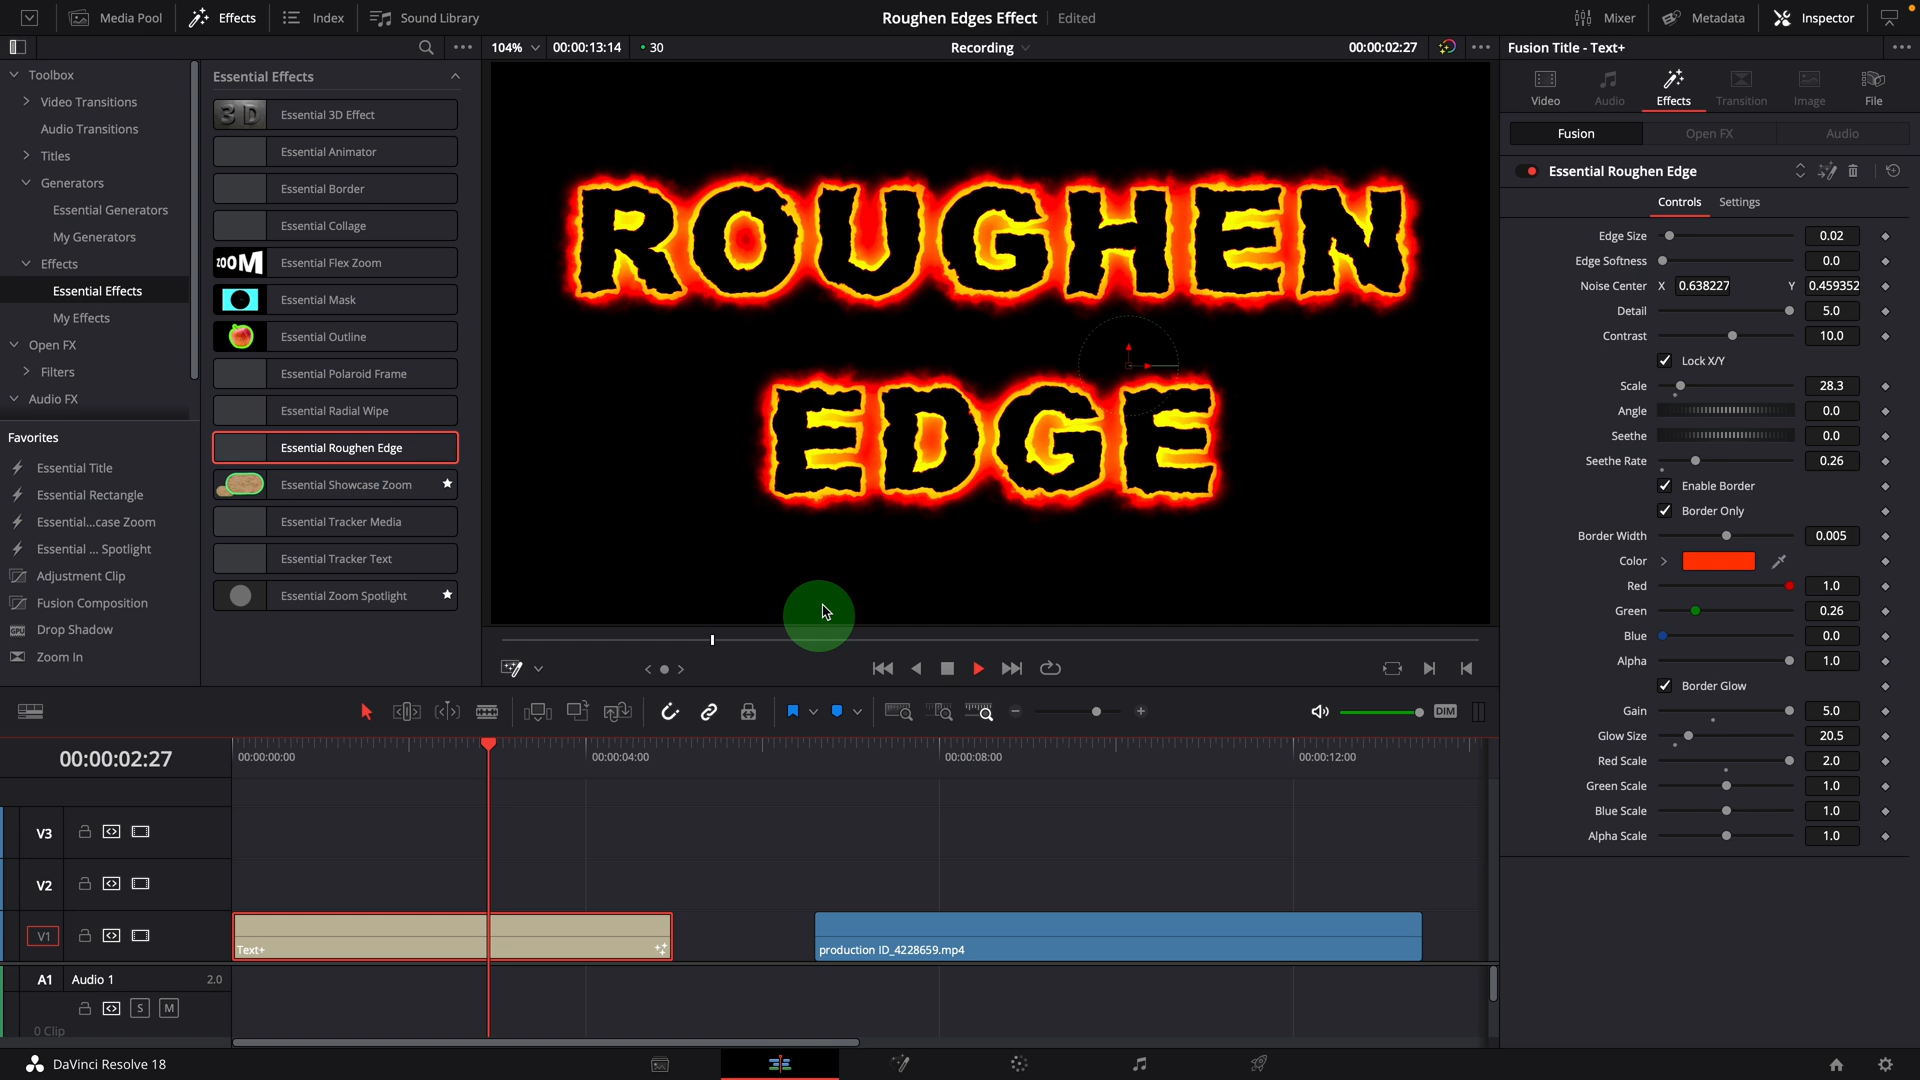 Media Pool
Effects
Index
Sound Library
Roughen Edges Effect
Edited
Mixer
Metadata
Inspector
104%
00:00:13:14
30
Recording
00:00:02:27
Fusion Title - Text+
Toolbox
Video Transitions
Audio Transitions
Titles
Generators
Essential Generators
My Generators
Effects
Essential Effects
My Effects
Open FX
Filters
Audio FX
Favorites
Essential Title
Essential Rectangle
Essential...case Zoom
Essential ... Spotlight
Adjustment Clip
Fusion Composition
Drop Shadow
Zoom In
Essential Effects
3D
Essential 3D Effect
Essential Animator
Essential Border
Essential Collage
ZOOM
Essential Flex Zoom
Essential Mask
Essential Outline
Essential Polaroid Frame
Essential Radial Wipe
Essential Roughen Edge
Essential Showcase Zoom
Essential Tracker Media
Essential Tracker Text
Essential Zoom Spotlight
ROUGHEN
EDGE
Video
Audio
Effects
Transition
Image
File
Fusion
Open FX
Audio
Essential Roughen Edge
Controls
Settings
Edge Size 0.02
Edge Softness 0.0
Noise Center X 0.638227 Y 0.459352
Detail 5.0
Contrast 10.0
Lock X/Y
Scale 28.3
Angle 0.0
Seethe 0.0
Seethe Rate 0.26
Enable Border
Border Only
Border Width 0.005
Color
Red 1.0
Green 0.26
Blue 0.0
Alpha 1.0
Border Glow
Gain 5.0
Glow Size 20.5
Red Scale 2.0
Green Scale 1.0
Blue Scale 1.0
Alpha Scale 1.0
DIM
00:00:02:27
00:00:00:00
00:00:04:00
00:00:08:00
00:00:12:00
V3
V2
V1
Text+
production ID_4228659.mp4
A1 Audio 1 2.0
S M
0 Clip
DaVinci Resolve 18